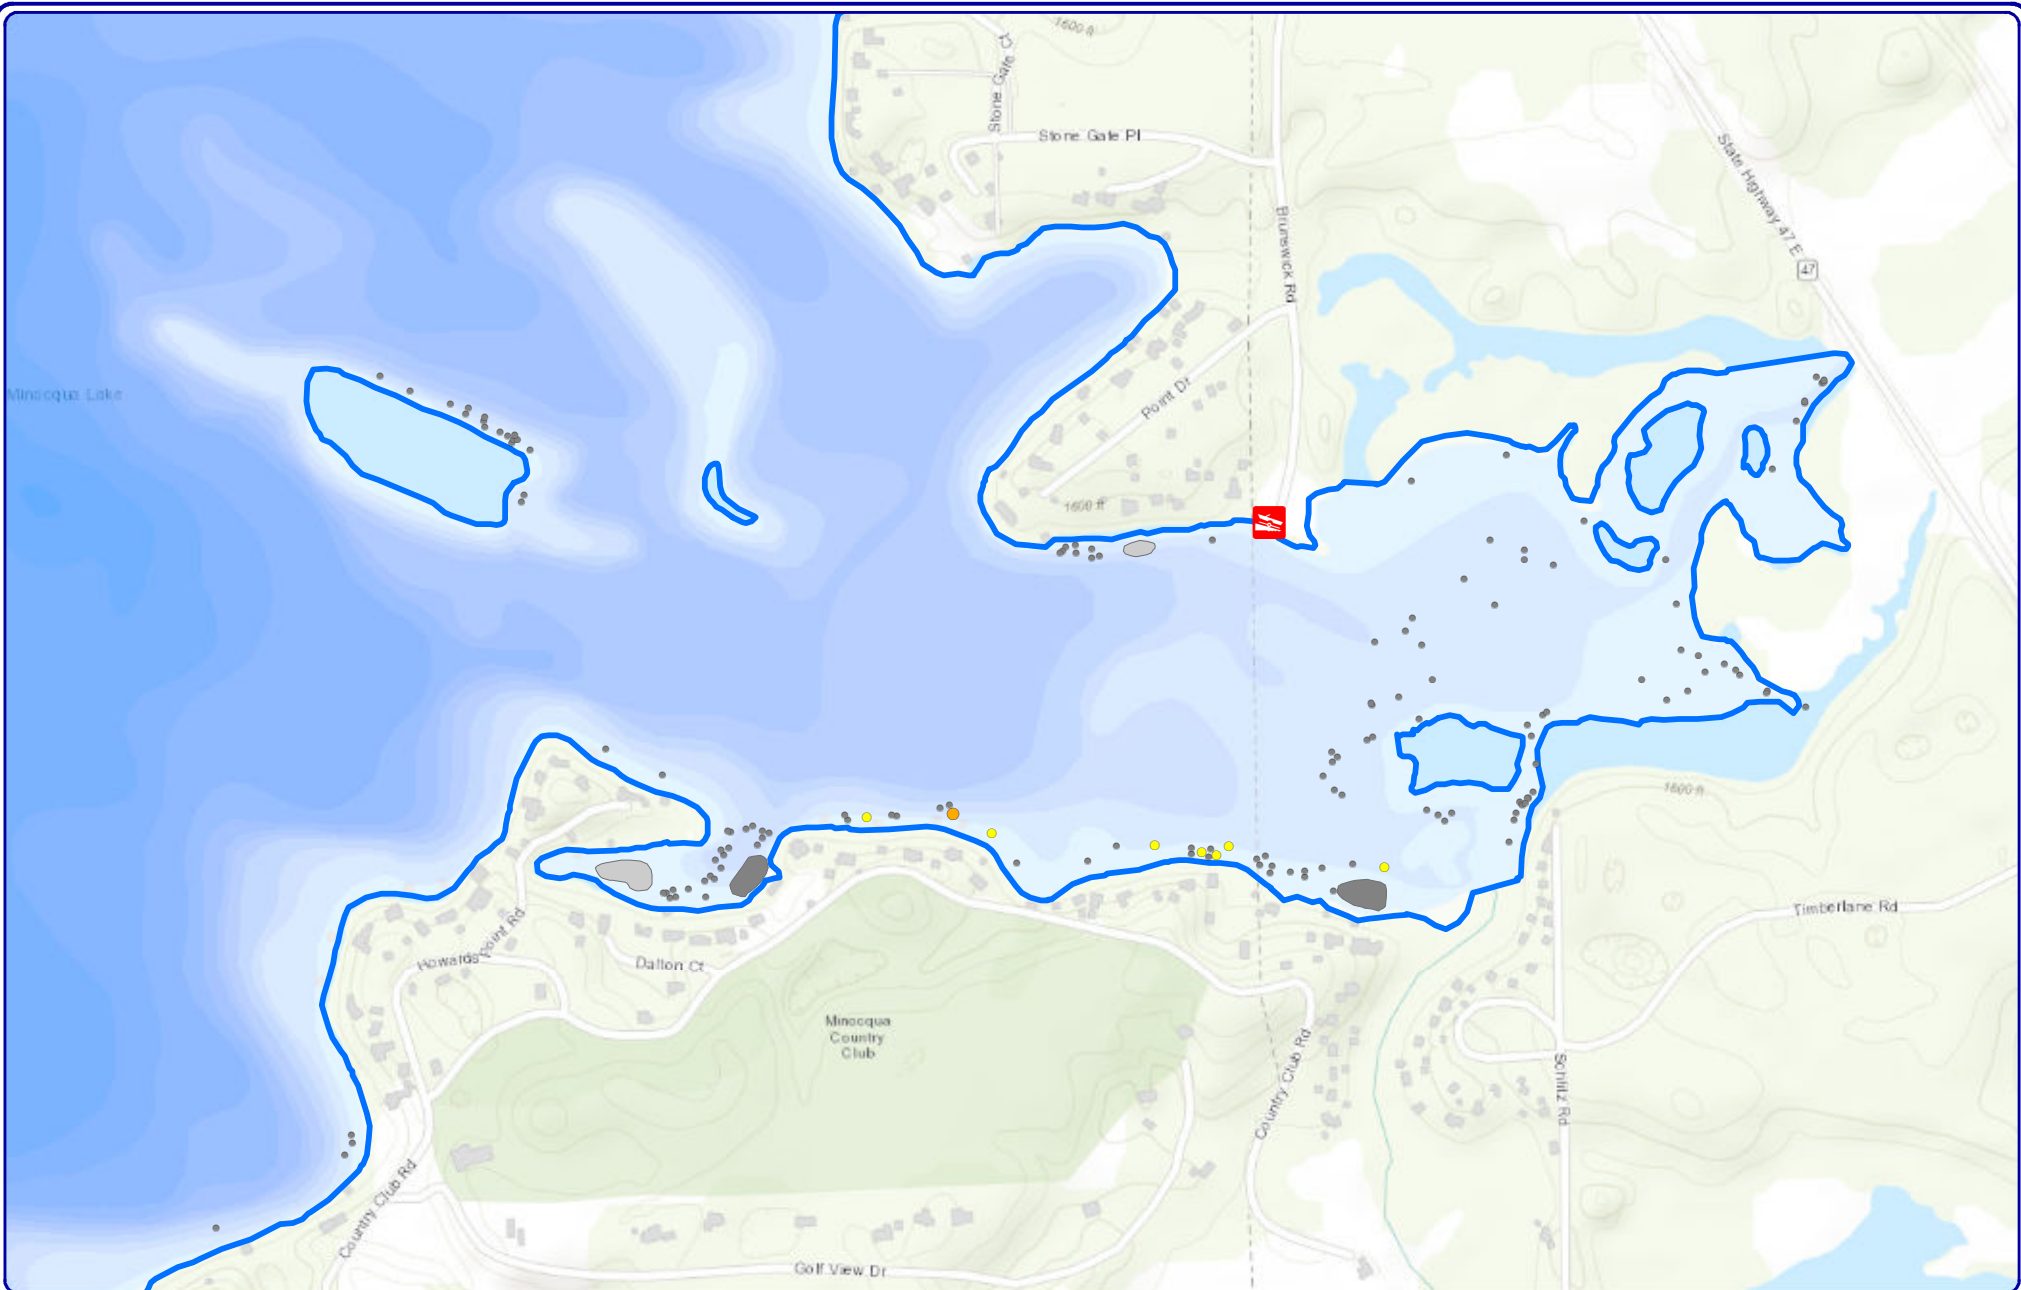 1600 ft
Stone Gate Ct
Stone Gate Pl
State Highway 47 E
Brunswick Rd
47
Minocqua Lake
Point Dr
1600 ft
1600 ft
Timberlane Rd
Howards Point Rd
Dalton Ct
Minocqua
Country
Club
Country Club Rd
Schlitz Rd
Country Club Rd
Golf View Dr